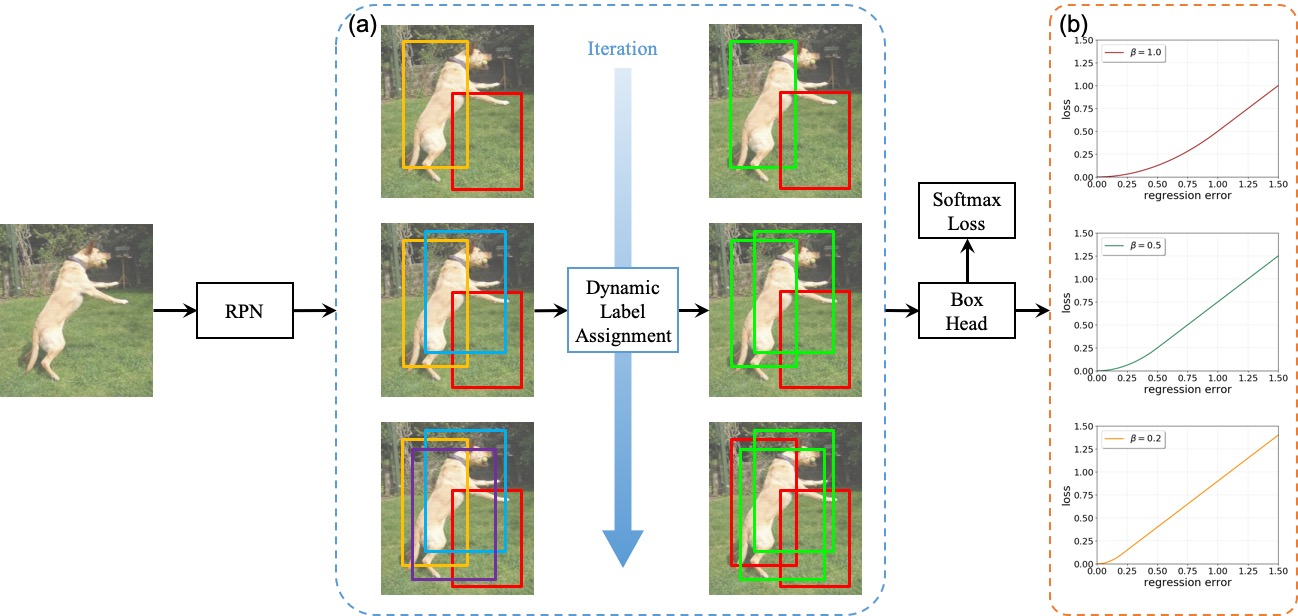 (a)
Iteration
RPN
Dynamic
Label
Assignment
Softmax
Loss
Box
Head
(b)
1.50
1.25
1.00
0.75
0.50
0.25
0.00
loss
β = 1.0
0.00 0.25 0.50 0.75 1.00 1.25 1.50
regression error
1.50
1.25
1.00
0.75
0.50
0.25
0.00
loss
β = 0.5
0.00 0.25 0.50 0.75 1.00 1.25 1.50
regression error
1.50
1.25
1.00
0.75
0.50
0.25
0.00
loss
β = 0.2
0.00 0.25 0.50 0.75 1.00 1.25 1.50
regression error